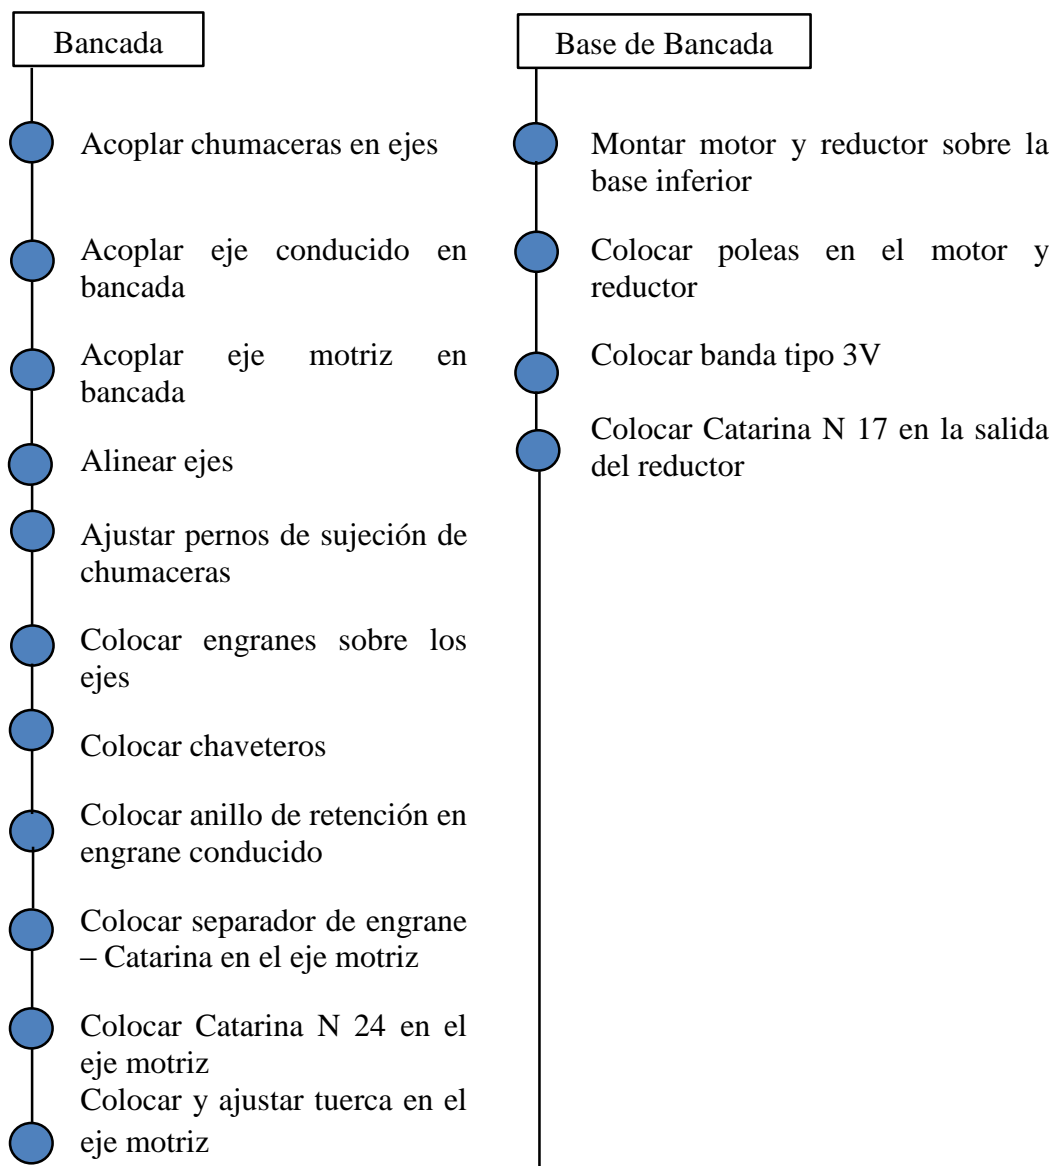 Bancada
Acoplar chumaceras en ejes
Acoplar eje conducido en
bancada
Acoplar eje motriz en
bancada
Alinear ejes
Ajustar pernos de sujeción de
chumaceras
Colocar engranes sobre los
ejes
Colocar chaveteros
Colocar anillo de retención en
engrane conducido
Colocar separador de engrane
– Catarina en el eje motriz
Colocar Catarina N 24 en el
eje motriz
Colocar y ajustar tuerca en el
eje motriz
Base de Bancada
Montar motor y reductor sobre la
base inferior
Colocar poleas en el motor y
reductor
Colocar banda tipo 3V
Colocar Catarina N 17 en la salida
del reductor